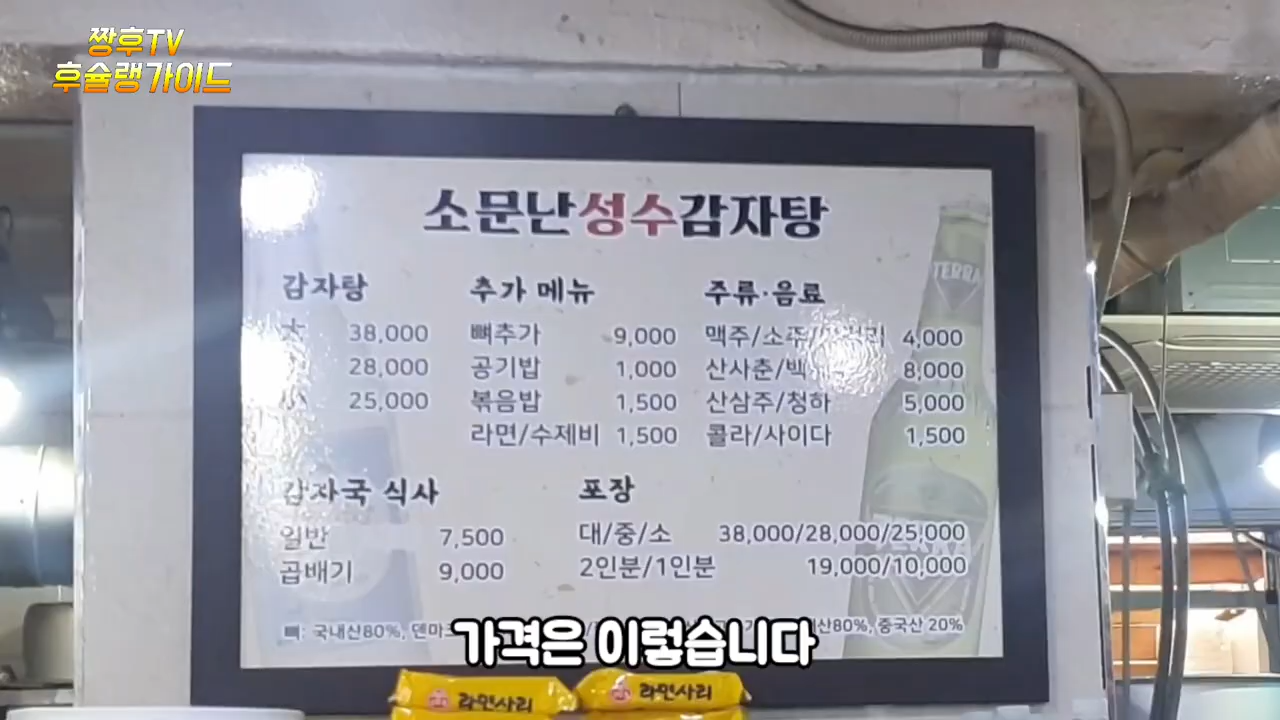 짱후TV
후슐랭가이드
소문난성수감자탕
감자탕
大 38,000
28,000
小 25,000
추가 메뉴
뼈추가 9,000
공기밥 1,000
볶음밥 1,500
라면/수제비 1,500
주류·음료
맥주/소주/ 4,000
산사춘/ 8,000
산삼주/청하 5,000
콜라/사이다 1,500
감자국 식사
일반 7,500
곱배기 9,000
포장
대/중/소 38,000/28,000/25,000
2인분/1인분 19,000/10,000
뼈: 국내산80%, 80%, 중국산 20%
가격은 이렇습니다
라면사리
라면사리
TERRA
TERRA